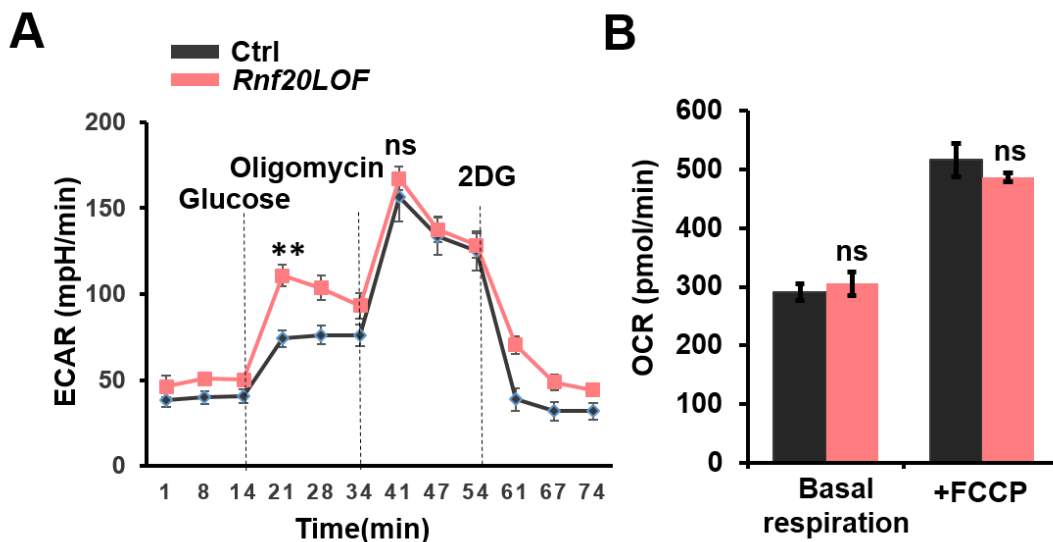 A
Ctrl
Rnf20LOF
ECAR (mpH/min)
200
150
100
50
0
Glucose
Oligomycin
2DG
**
ns
1 8 14 21 28 34 41 47 54 61 67 74
Time(min)
B
OCR (pmol/min)
600
500
400
300
200
100
0
ns
ns
Basal
respiration
+FCCP